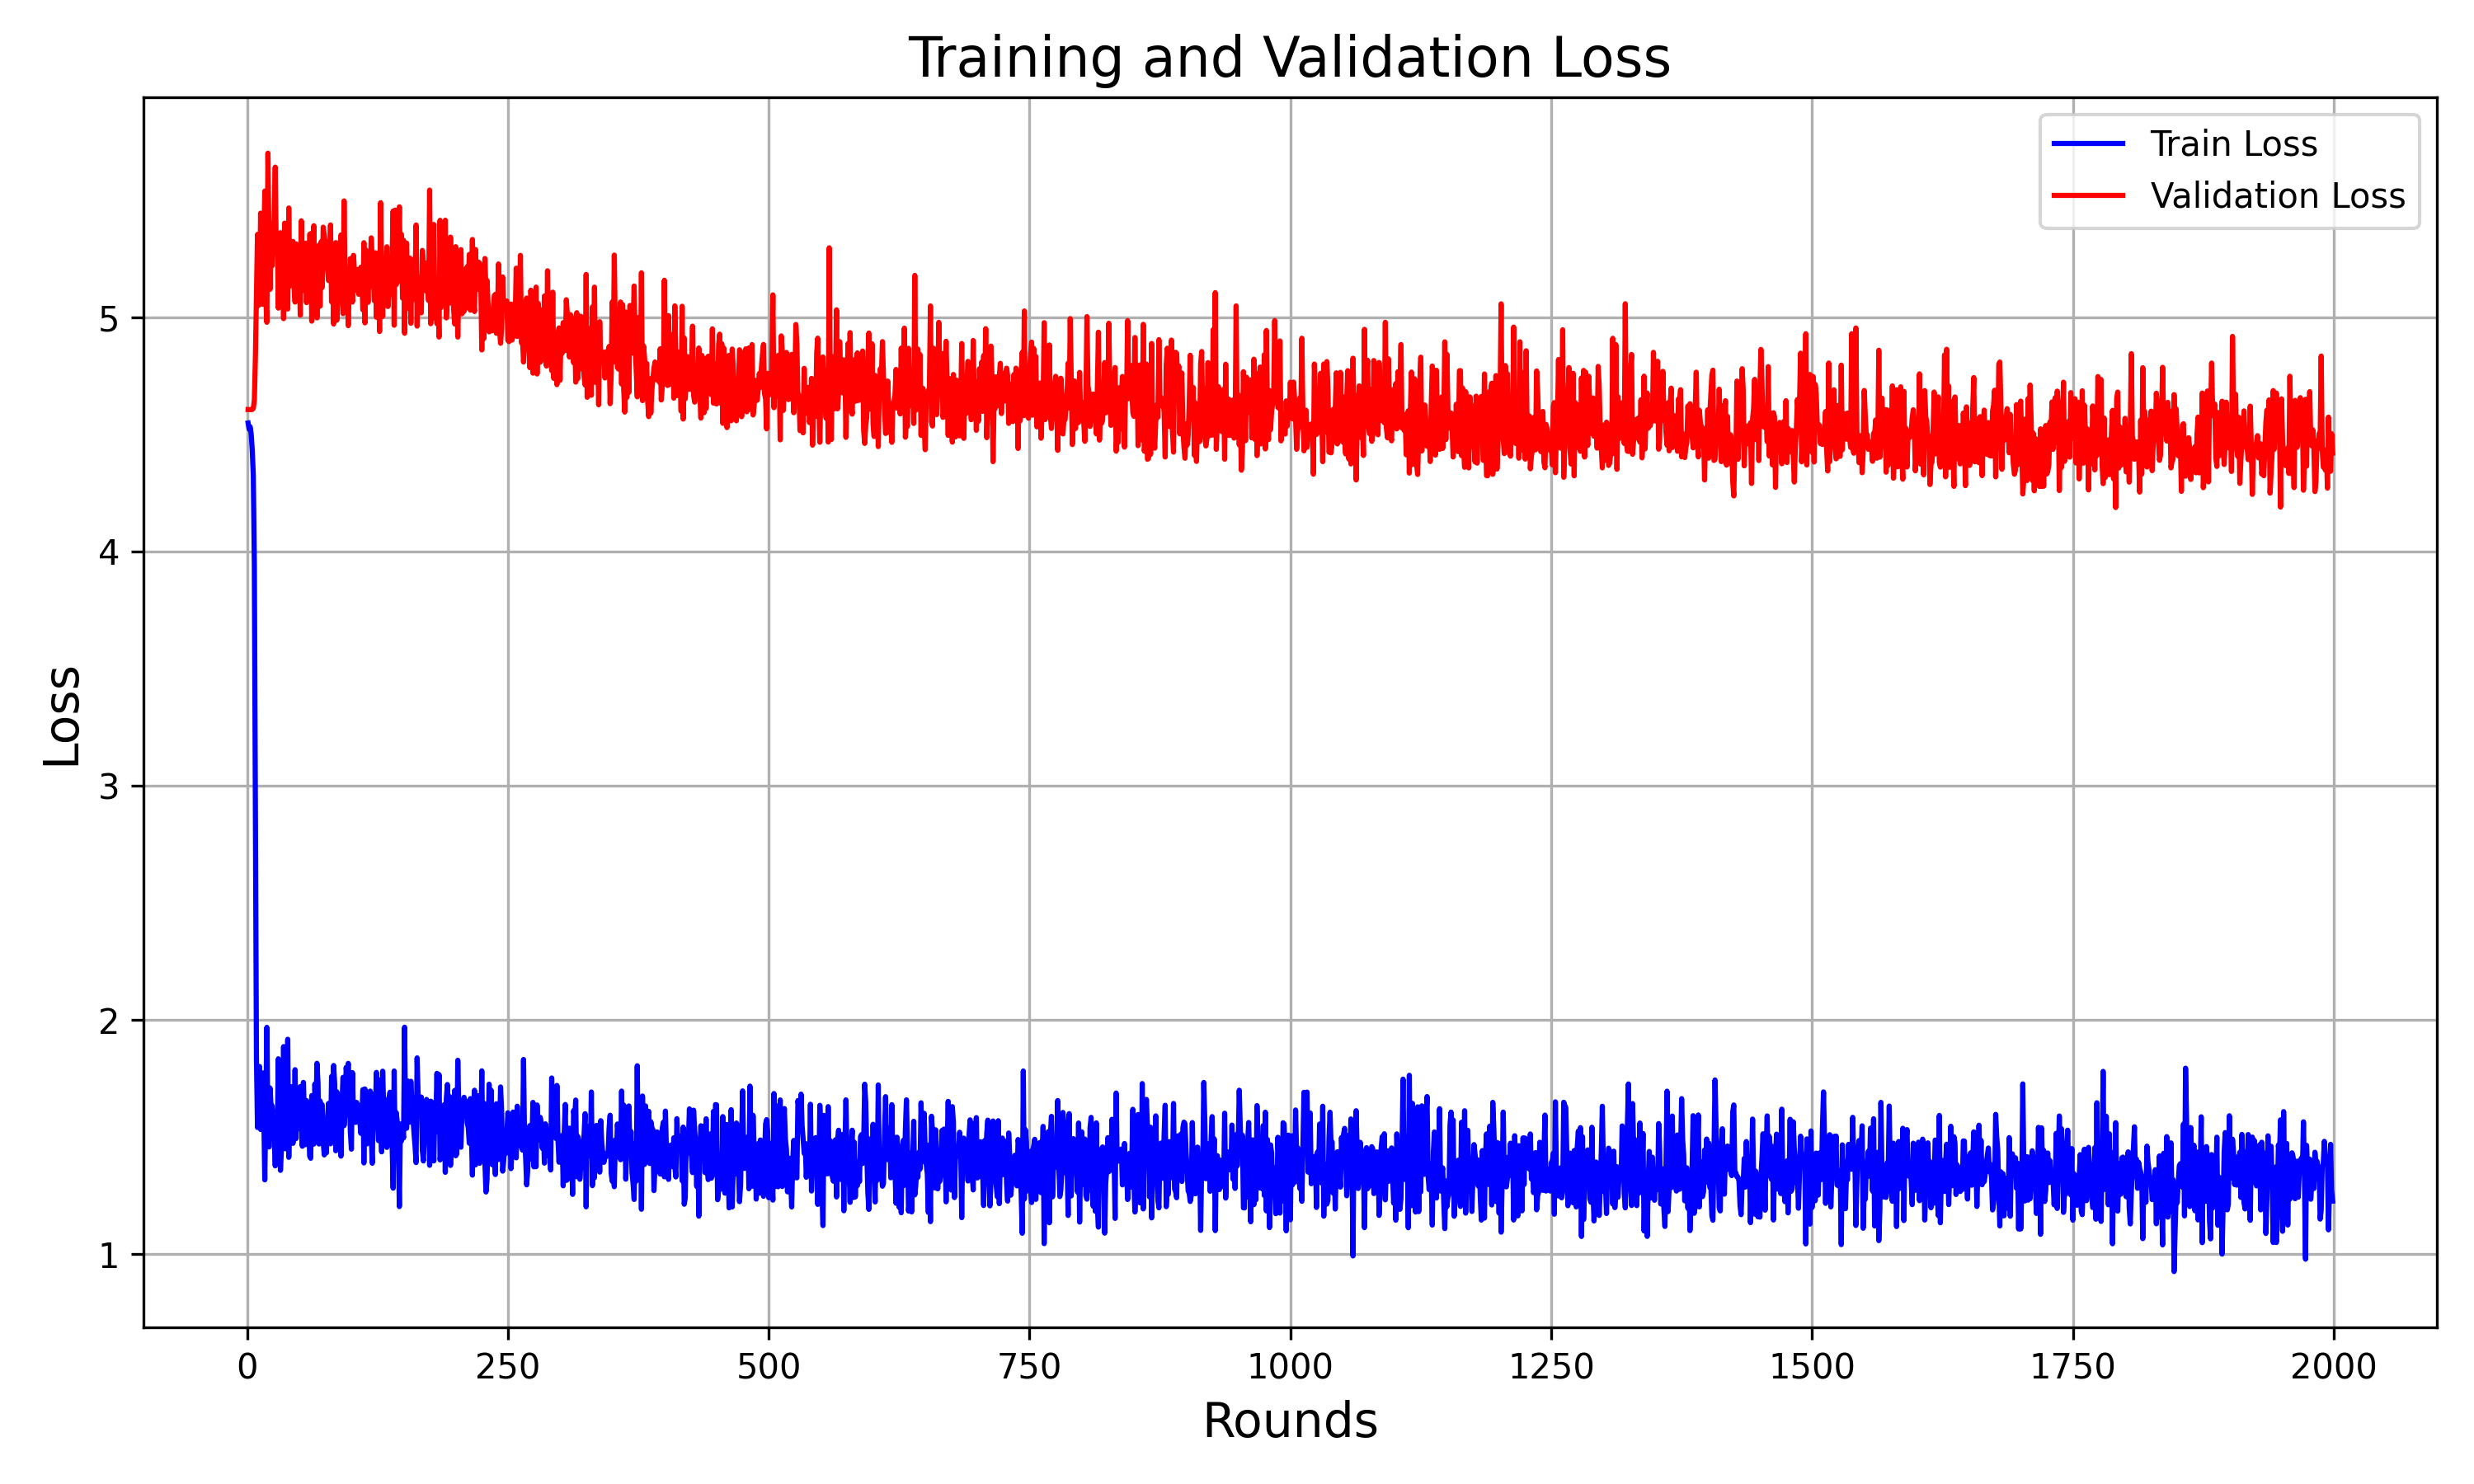 Training and Validation Loss
Train Loss
Validation Loss
Loss
5
4
3
2
1
0 250 500 750 1000 1250 1500 1750 2000
Rounds